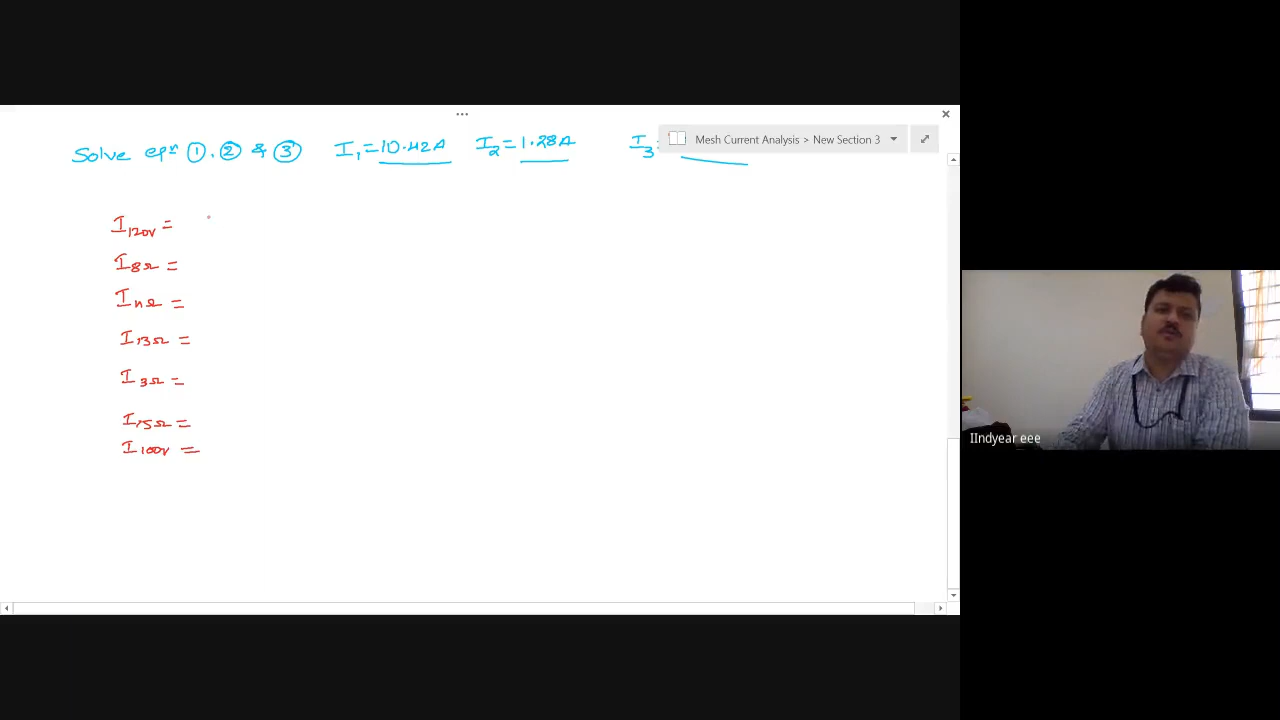 Mesh Current Analysis > New Section 3
Solve eqn ①, ② & ③ I₁ = 10.42A I₂ = 1.28A I₃ =
I₁₂₀ᵥ =
I₈Ω =
I₄Ω =
I₁₃Ω =
I₃Ω =
I₁₅Ω =
I₁₀₀ᵥ =
IIndyear eee